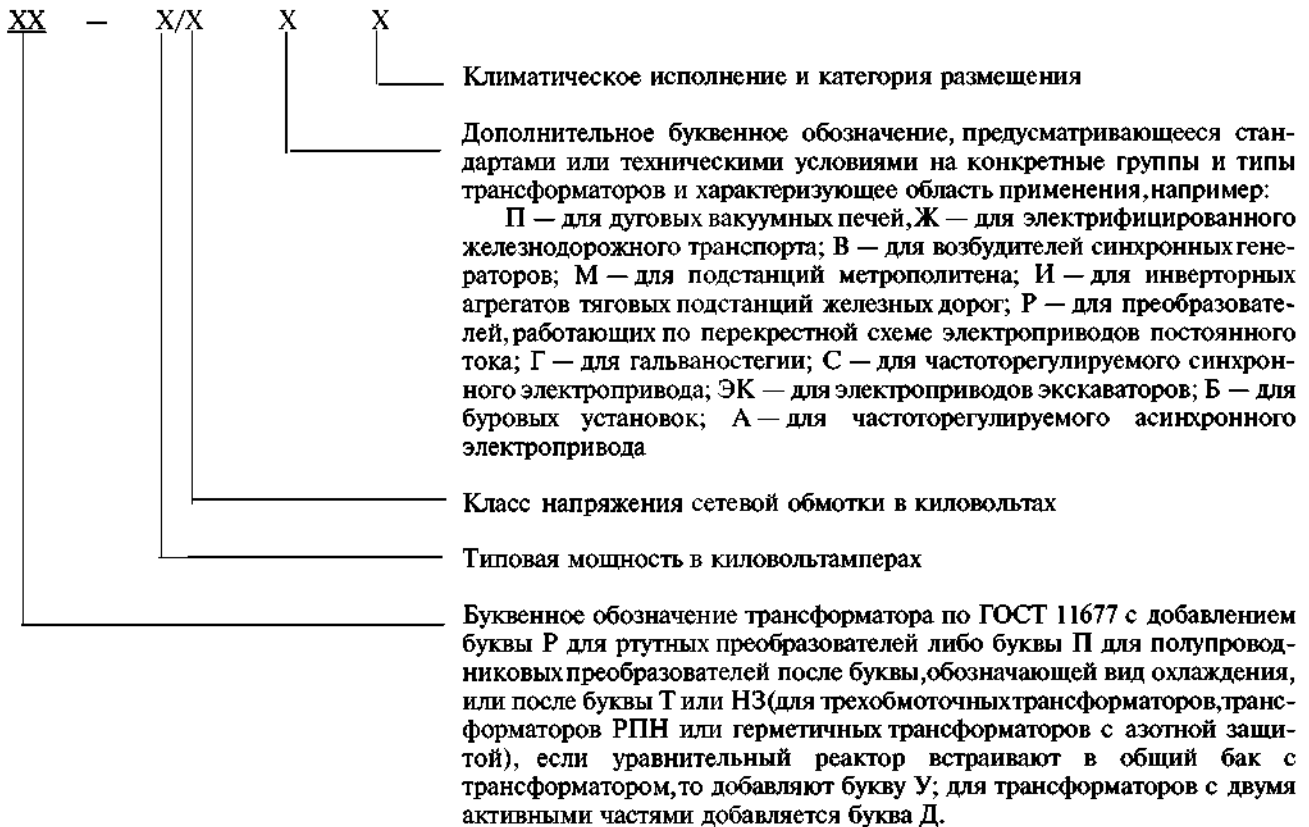 XX — X/X X X
Климатическое исполнение и категория размещения
Дополнительное буквенное обозначение, предусматривающееся стан-
дартами или техническими условиями на конкретные группы и типы
трансформаторов и характеризующее область применения,например:
П — для дуговых вакуумных печей,Ж — для электрифицированного
железнодорожного транспорта; В — для возбудителей синхронных гене-
раторов; М — для подстанций метрополитена; И — для инверторных
агрегатов тяговых подстанций железных дорог; Р — для преобразовате-
лей, работающих по перекрестной схеме электроприводов постоянного
тока; Г — для гальваностегии; С — для частоторегулируемого синхрон-
ного электропривода; ЭК — для электроприводов экскаваторов; Б — для
буровых установок; А — для частоторегулируемого асинхронного
электропривода
Класс напряжения сетевой обмотки в киловольтах
Типовая мощность в киловольтамперах
Буквенное обозначение трансформатора по ГОСТ 11677 с добавлением
буквы Р для ртутных преобразователей либо буквы П для полупровод-
никовых преобразователей после буквы,обозначающей вид охлаждения,
или после буквы Т или НЗ(для трехобмоточных трансформаторов,транс-
форматоров РПН или герметичных трансформаторов с азотной защи-
той), если уравнительный реактор встраивают в общий бак с
трансформатором,то добавляют букву У; для трансформаторов с двумя
активными частями добавляется буква Д.